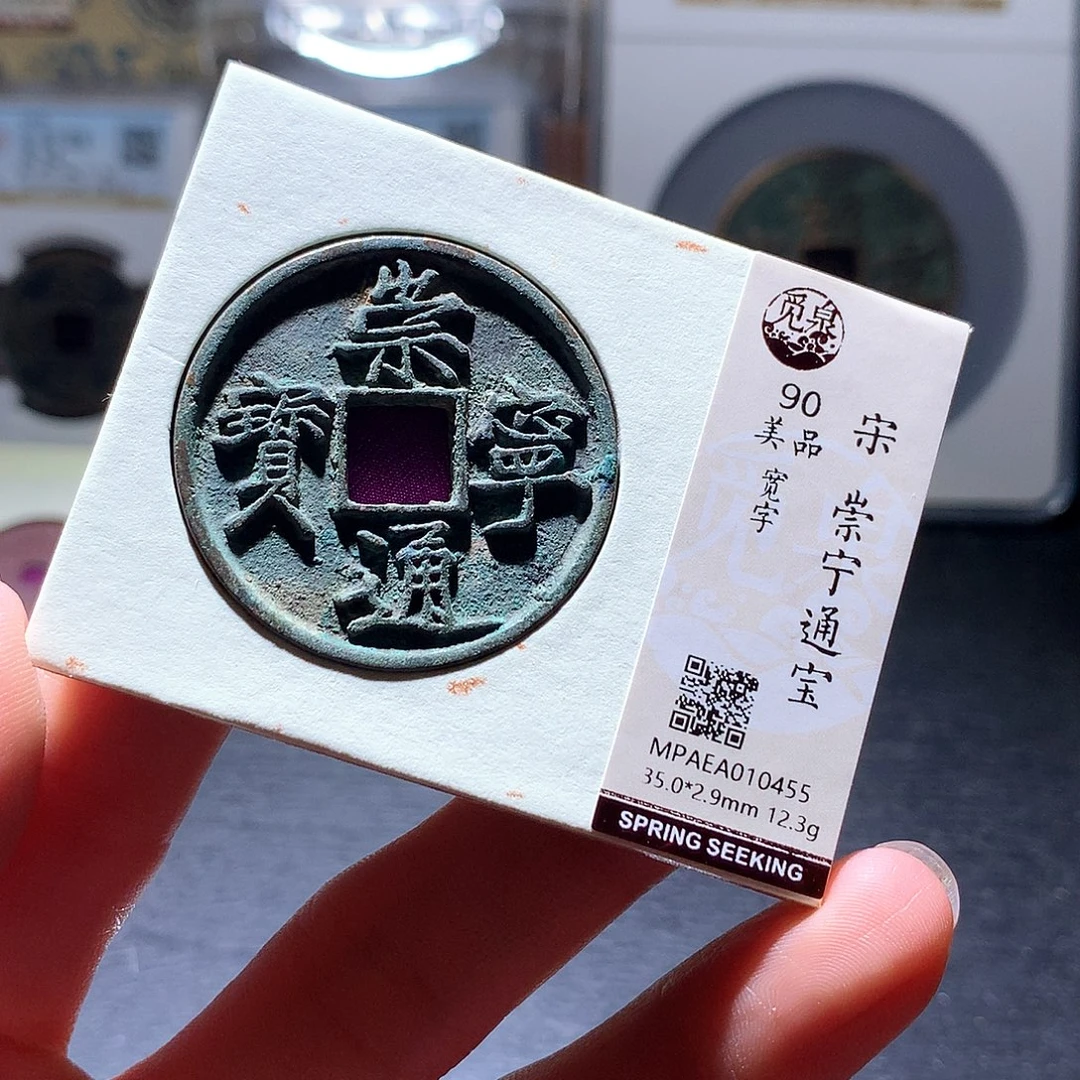 崇
寧
通
寶
觅泉
90
美品
宽字
宋 崇宁通宝
MPAEA010455
35.0*2.9mm 12.3g
SPRING SEEKING